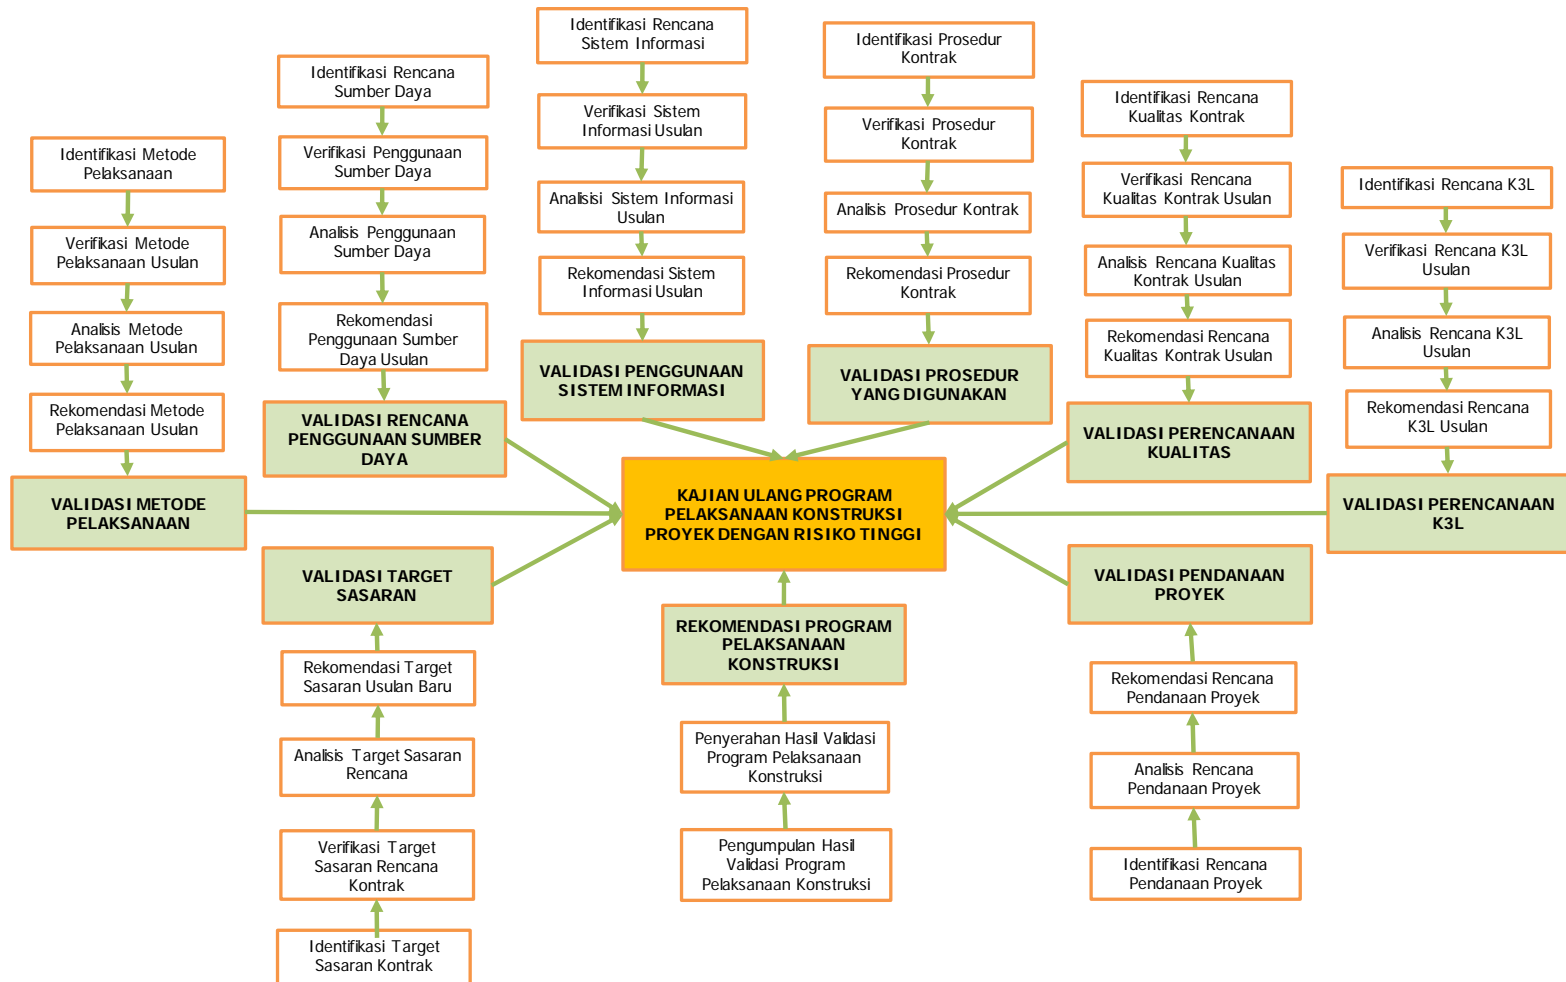 Identifikasi Metode
Pelaksanaan
Verifikasi Metode
Pelaksanaan Usulan
Analisis Metode
Pelaksanaan Usulan
Rekomendasi Metode
Pelaksanaan Usulan
VALIDASI METODE
PELAKSANAAN
Identifikasi Rencana
Sumber Daya
Verifikasi Penggunaan
Sumber Daya
Analisis Penggunaan
Sumber Daya
Rekomendasi
Penggunaan Sumber
Daya Usulan
VALIDASI RENCANA
PENGGUNAAN SUMBER
DAYA
Identifikasi Rencana
Sistem Informasi
Verifikasi Sistem
Informasi Usulan
Analisisi Sistem Informasi
Usulan
Rekomendasi Sistem
Informasi Usulan
VALIDASI PENGGUNAAN
SISTEM INFORMASI
Identifikasi Prosedur
Kontrak
Verifikasi Prosedur
Kontrak
Analisis Prosedur Kontrak
Rekomendasi Prosedur
Kontrak
VALIDASI PROSEDUR
YANG DIGUNAKAN
Identifikasi Rencana
Kualitas Kontrak
Verifikasi Rencana
Kualitas Kontrak Usulan
Analisis Rencana Kualitas
Kontrak Usulan
Rekomendasi Rencana
Kualitas Kontrak Usulan
VALIDASI PERENCANAAN
KUALITAS
Identifikasi Rencana K3L
Verifikasi Rencana K3L
Usulan
Analisis Rencana K3L
Usulan
Rekomendasi Rencana
K3L Usulan
VALIDASI PERENCANAAN
K3L
KAJIAN ULANG PROGRAM
PELAKSANAAN KONSTRUKSI
PROYEK DENGAN RISIKO TINGGI
VALIDASI TARGET
SASARAN
Rekomendasi Target
Sasaran Usulan Baru
Analisis Target Sasaran
Rencana
Verifikasi Target
Sasaran Rencana
Kontrak
Identifikasi Target
Sasaran Kontrak
REKOMENDASI PROGRAM
PELAKSANAAN
KONSTRUKSI
Penyerahan Hasil Validasi
Program Pelaksanaan
Konstruksi
Pengumpulan Hasil
Validasi Program
Pelaksanaan Konstruksi
VALIDASI PENDANAAN
PROYEK
Rekomendasi Rencana
Pendanaan Proyek
Analisis Rencana
Pendanaan Proyek
Identifikasi Rencana
Pendanaan Proyek